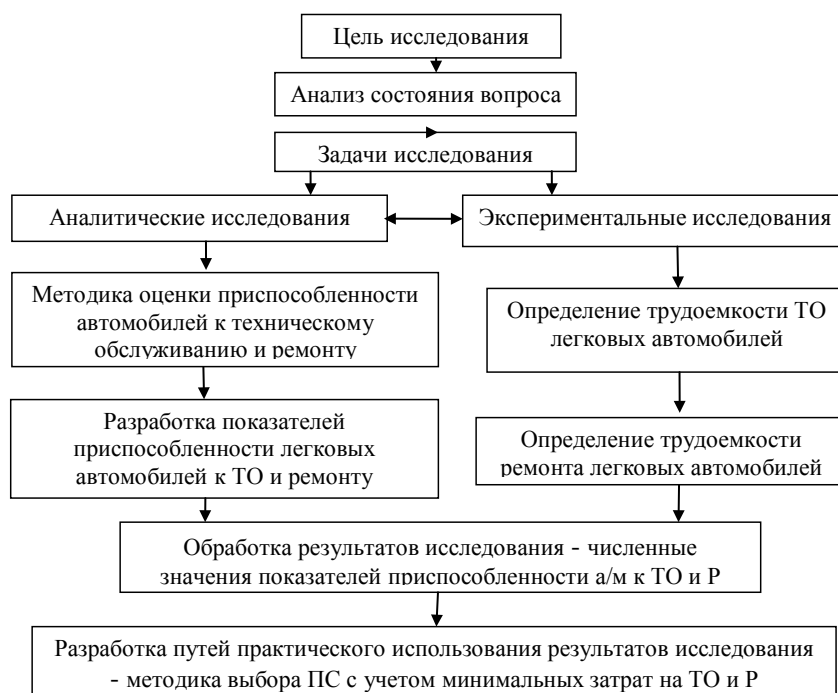 Цель исследования
Анализ состояния вопроса
Задачи исследования
Аналитические исследования
Экспериментальные исследования
Методика оценки приспособленности
автомобилей к техническому
обслуживанию и ремонту
Определение трудоемкости ТО
легковых автомобилей
Разработка показателей
приспособленности легковых
автомобилей к ТО и ремонту
Определение трудоемкости
ремонта легковых автомобилей
Обработка результатов исследования - численные
значения показателей приспособленности а/м к ТО и Р
Разработка путей практического использования результатов исследования
- методика выбора ПС с учетом минимальных затрат на ТО и Р